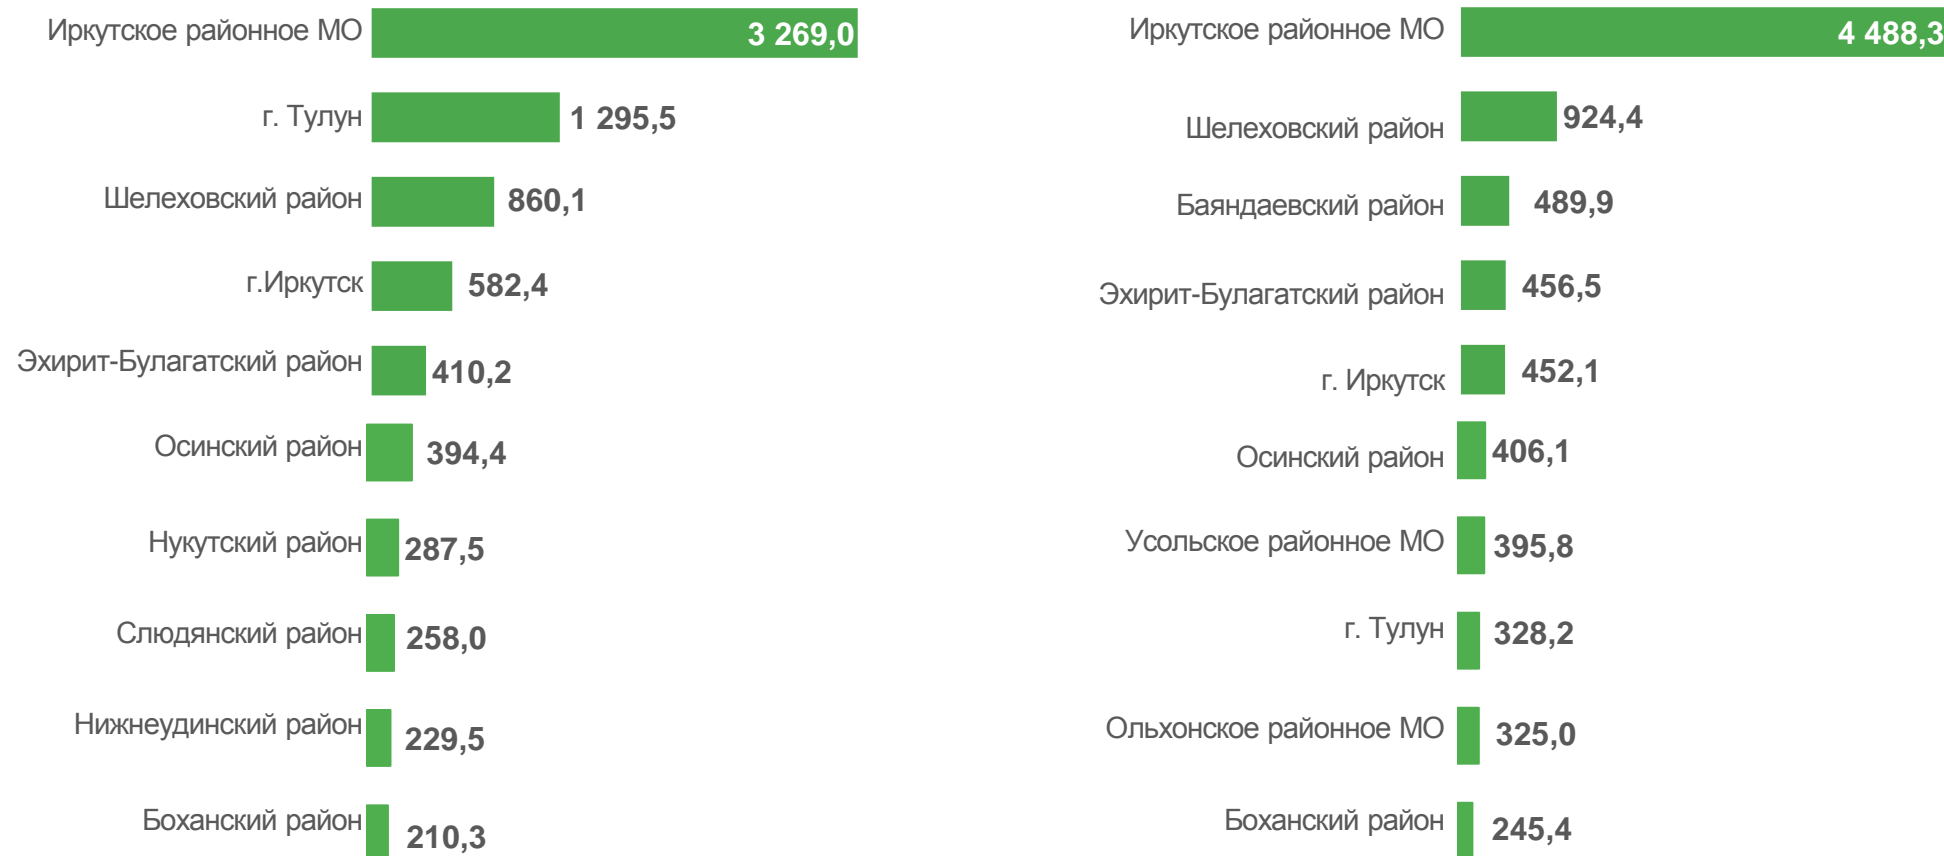 Иркутское районное МО 3 269,0
г. Тулун 1 295,5
Шелеховский район 860,1
г.Иркутск 582,4
Эхирит-Булагатский район 410,2
Осинский район 394,4
Нукутский район 287,5
Слюдянский район 258,0
Нижнеудинский район 229,5
Боханский район 210,3
Иркутское районное МО 4 488,3
Шелеховский район 924,4
Баяндаевский район 489,9
Эхирит-Булагатский район 456,5
г. Иркутск 452,1
Осинский район 406,1
Усольское районное МО 395,8
г. Тулун 328,2
Ольхонское районное МО 325,0
Боханский район 245,4